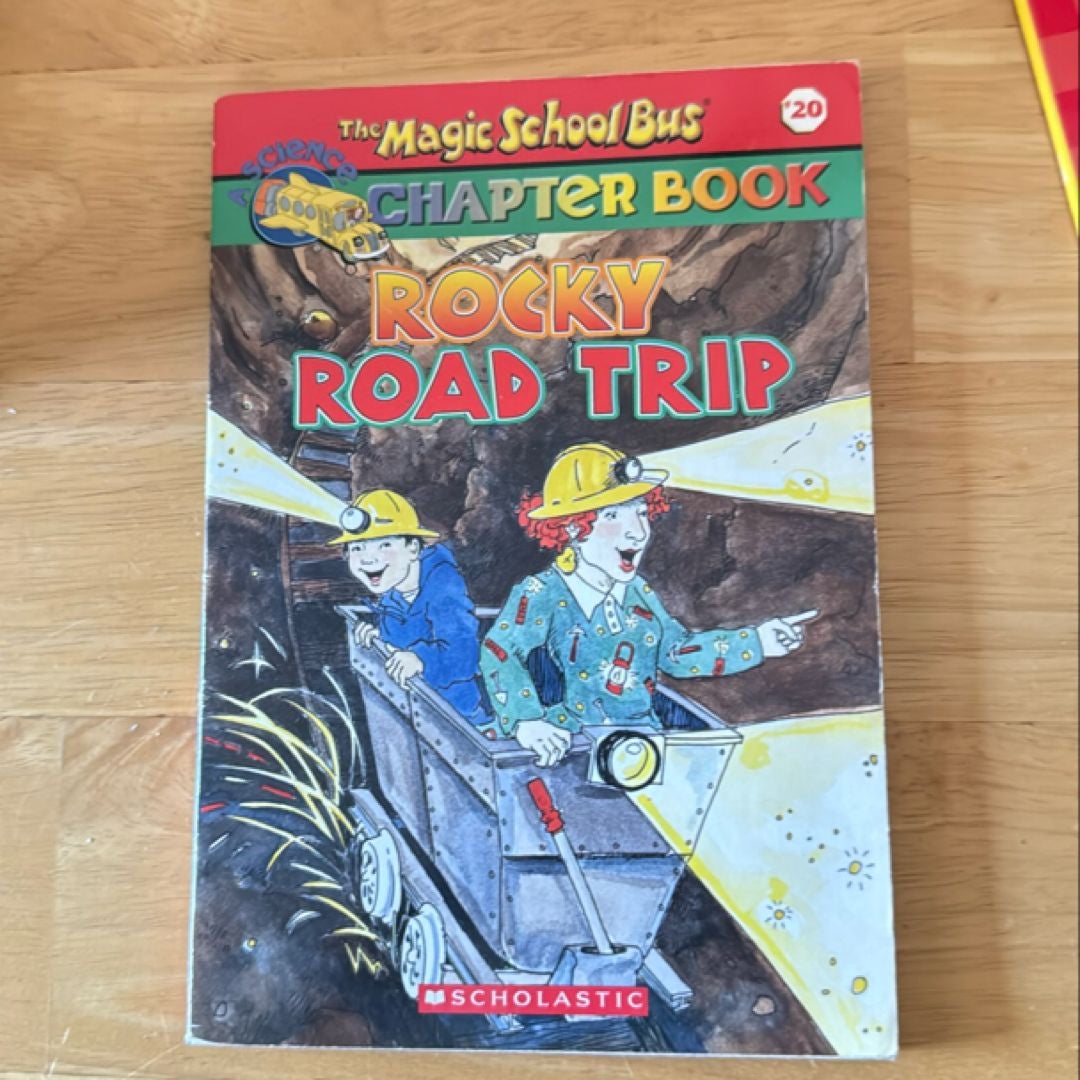 The Magic School Bus®
#20
A SCIENCE
CHAPTER BOOK
ROCKY
ROAD TRIP
SCHOLASTIC